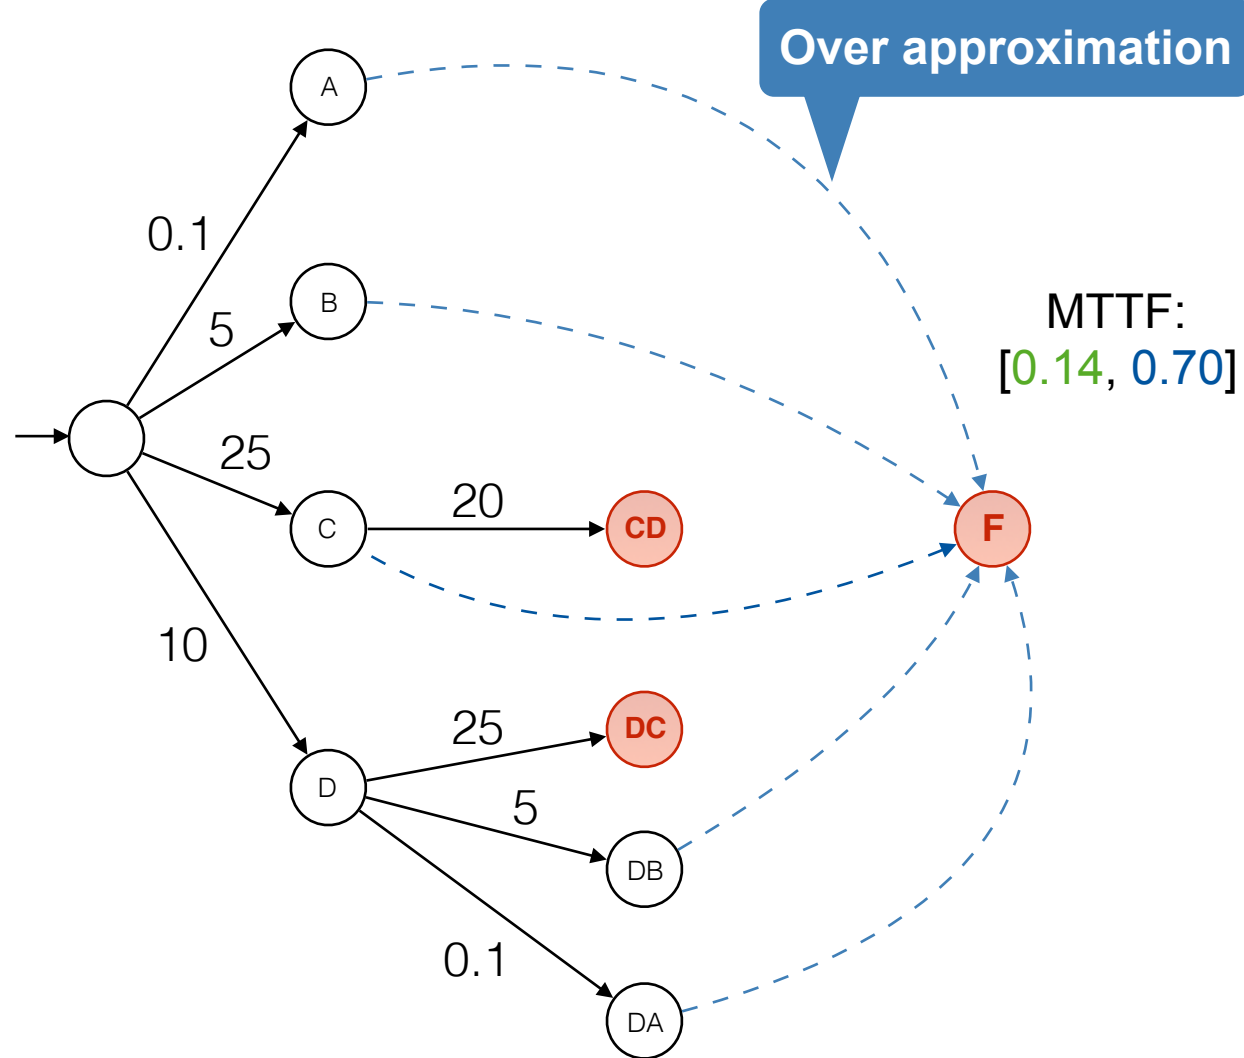 Over approximation
A
0.1
B
5
MTTF:
[0.14, 0.70]
25
C
20
CD
F
10
D
25
DC
5
DB
0.1
DA